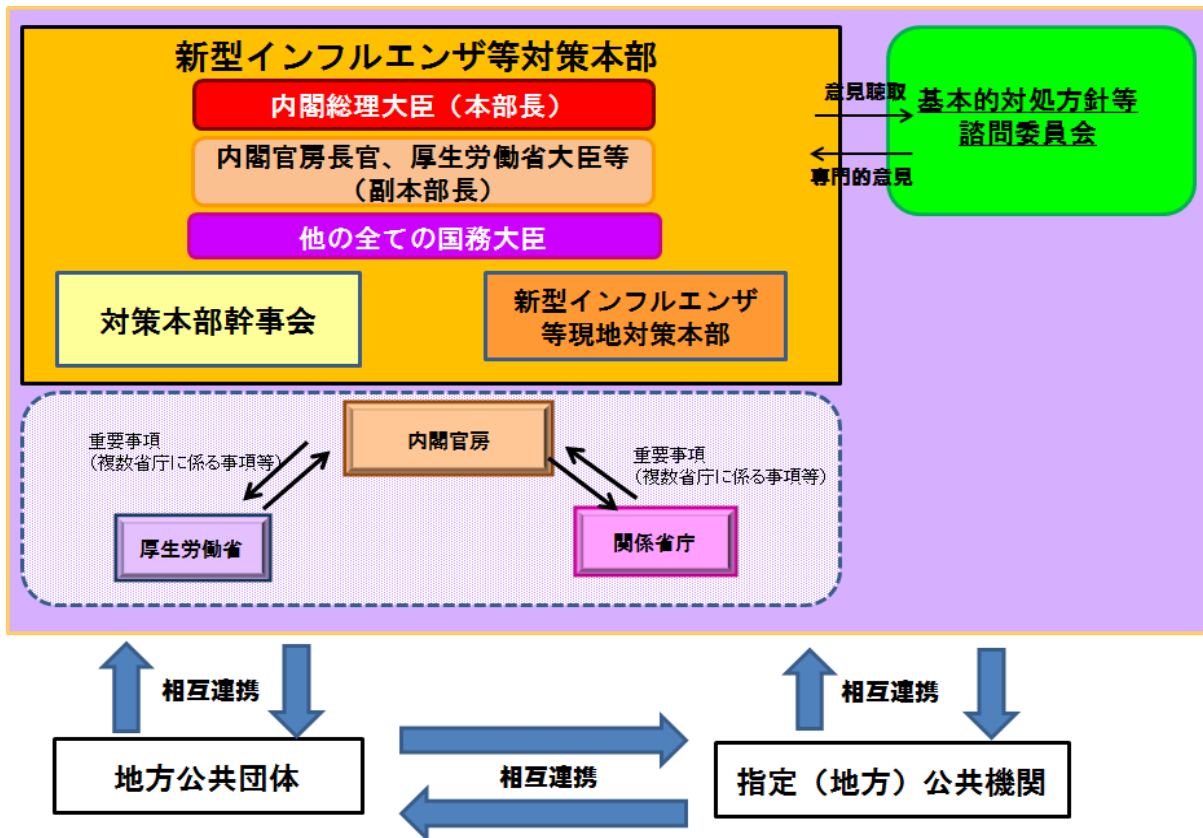 新型インフルエンザ等対策本部
内閣総理大臣（本部長）
内閣官房長官、厚生労働省大臣等
（副本部長）
他の全ての国務大臣
対策本部幹事会
新型インフルエンザ
等現地対策本部
意見聴取
専門的意見
基本的対処方針等
諮問委員会
内閣官房
重要事項
（複数省庁に係る事項等）
重要事項
（複数省庁に係る事項等）
厚生労働省
関係省庁
相互連携
相互連携
地方公共団体
相互連携
指定（地方）公共機関